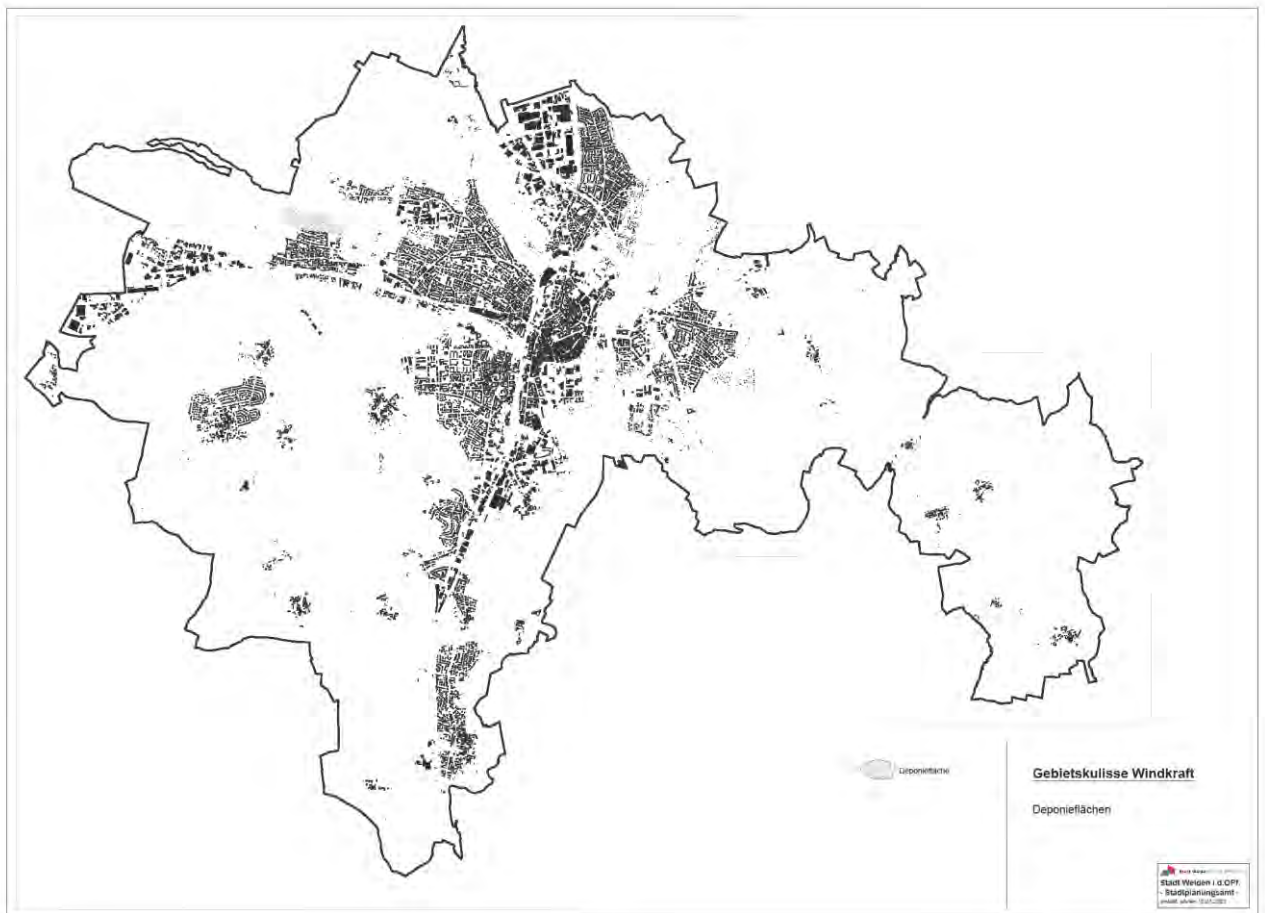 Deponiefläche
Gebietskulisse Windkraft
Deponieflächen
Stadt Weiden i.d.OPf.
- Stadtplanungsamt -